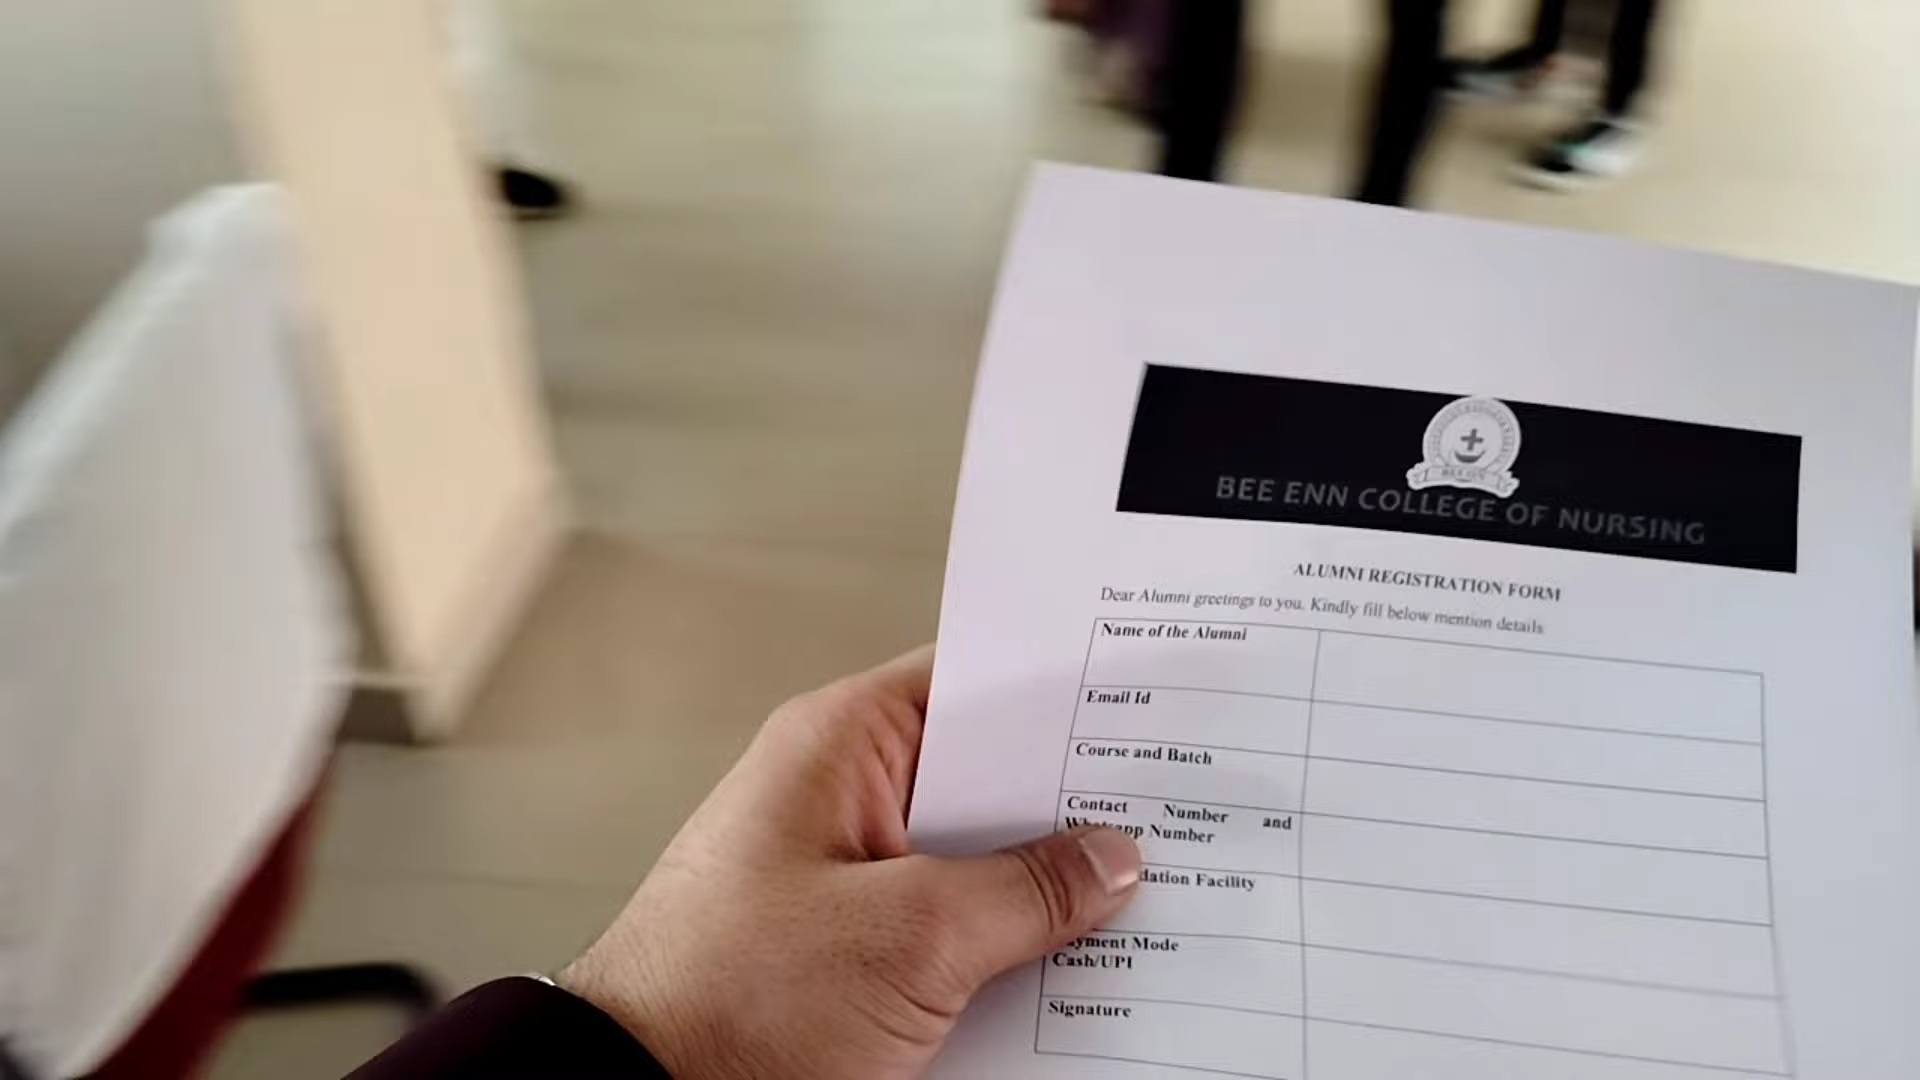 BEE ENN COLLEGE OF NURSING
ALUMNI REGISTRATION FORM
Dear Alumni greetings to you. Kindly fill below mention details
Name of the Alumni
Email Id
Course and Batch
Contact Number and
Number
Facility
Mode
Cash/UPI
Signature